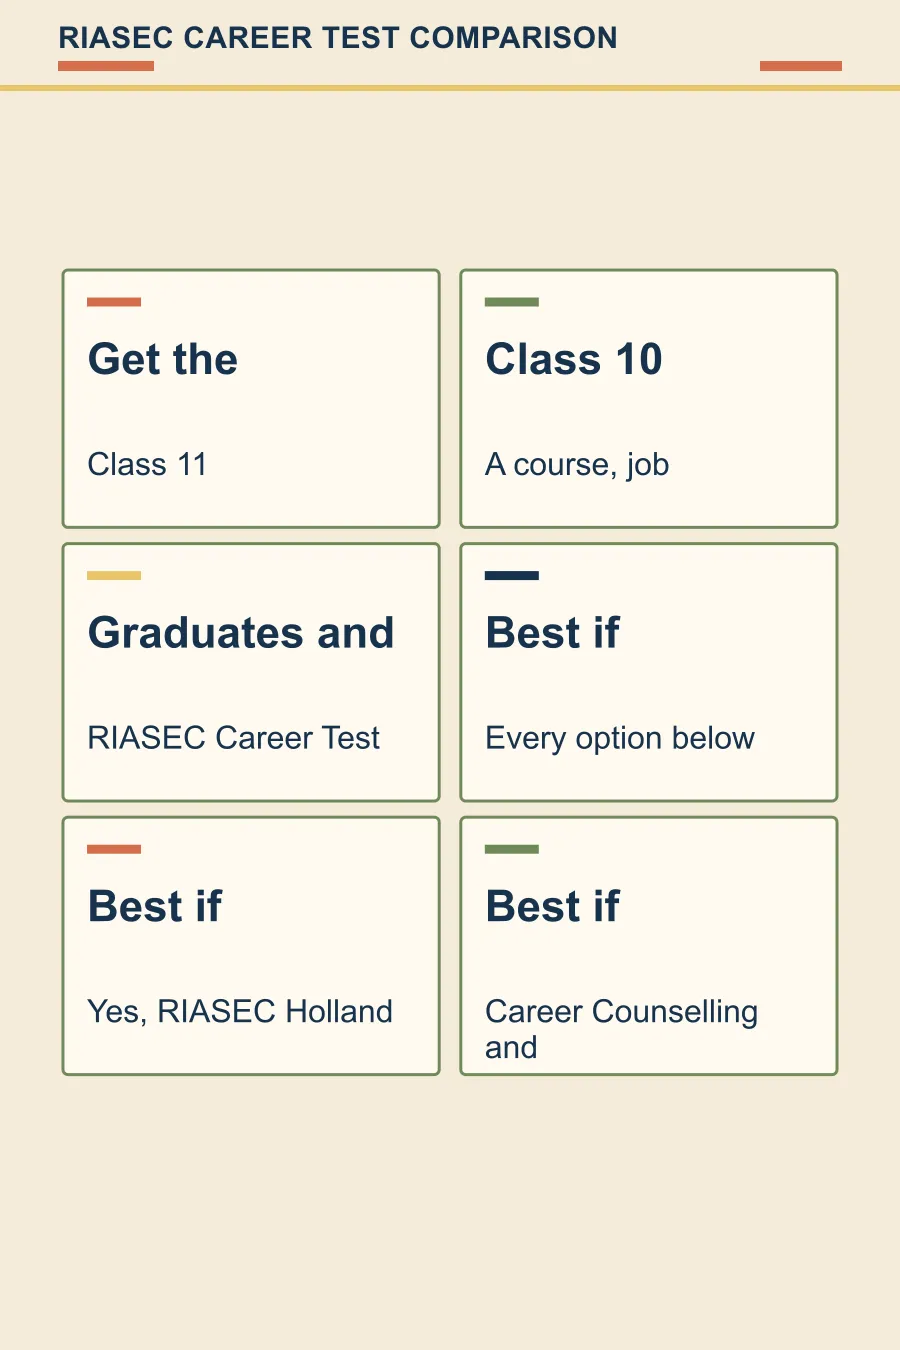 RIASEC CAREER TEST COMPARISON
Get the
Class 11
Class 10
A course, job
Graduates and
RIASEC Career Test
Best if
Every option below
Best if
Yes, RIASEC Holland
Best if
Career Counselling
and